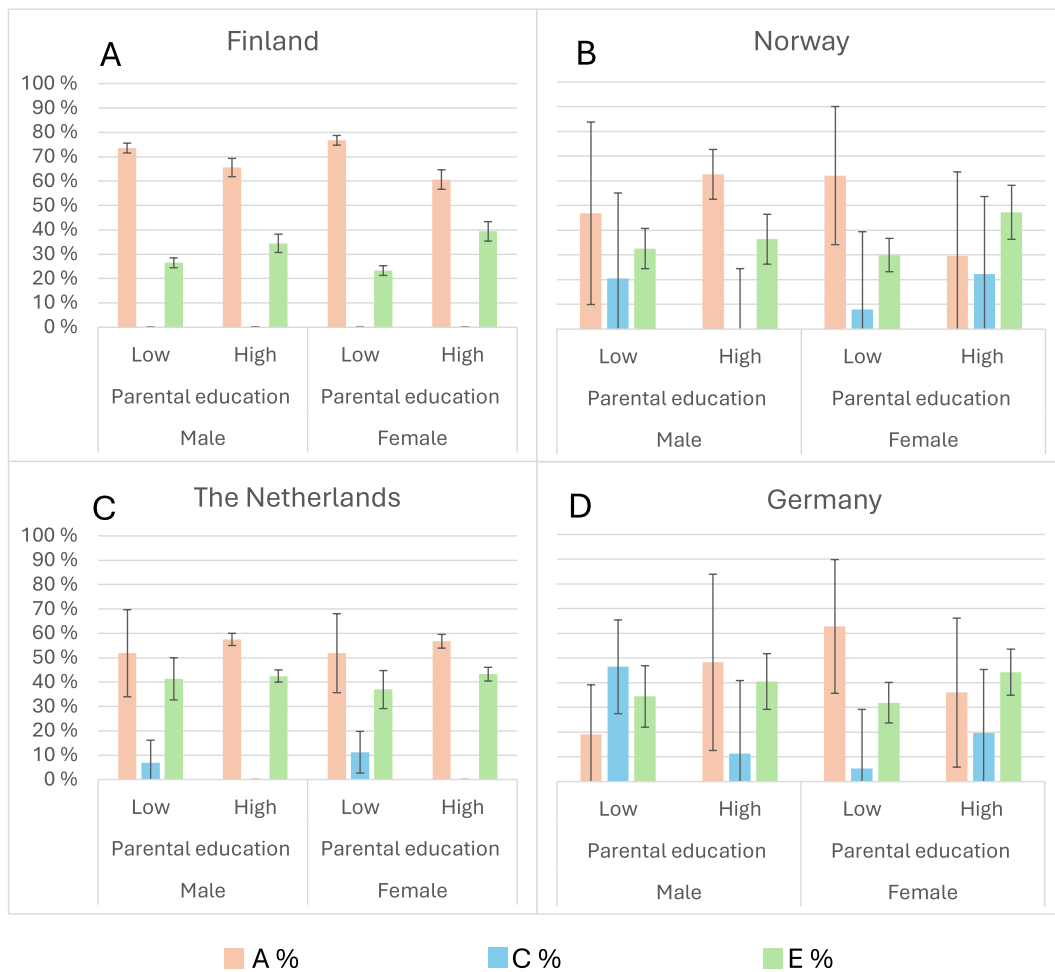 A
Finland
100 %
90 %
80 %
70 %
60 %
50 %
40 %
30 %
20 %
10 %
0 %
Low High Low High
Parental education Parental education
Male Female
B
Norway
Low High Low High
Parental education Parental education
Male Female
C
The Netherlands
100 %
90 %
80 %
70 %
60 %
50 %
40 %
30 %
20 %
10 %
0 %
Low High Low High
Parental education Parental education
Male Female
D
Germany
Low High Low High
Parental education Parental education
Male Female
A % C % E %